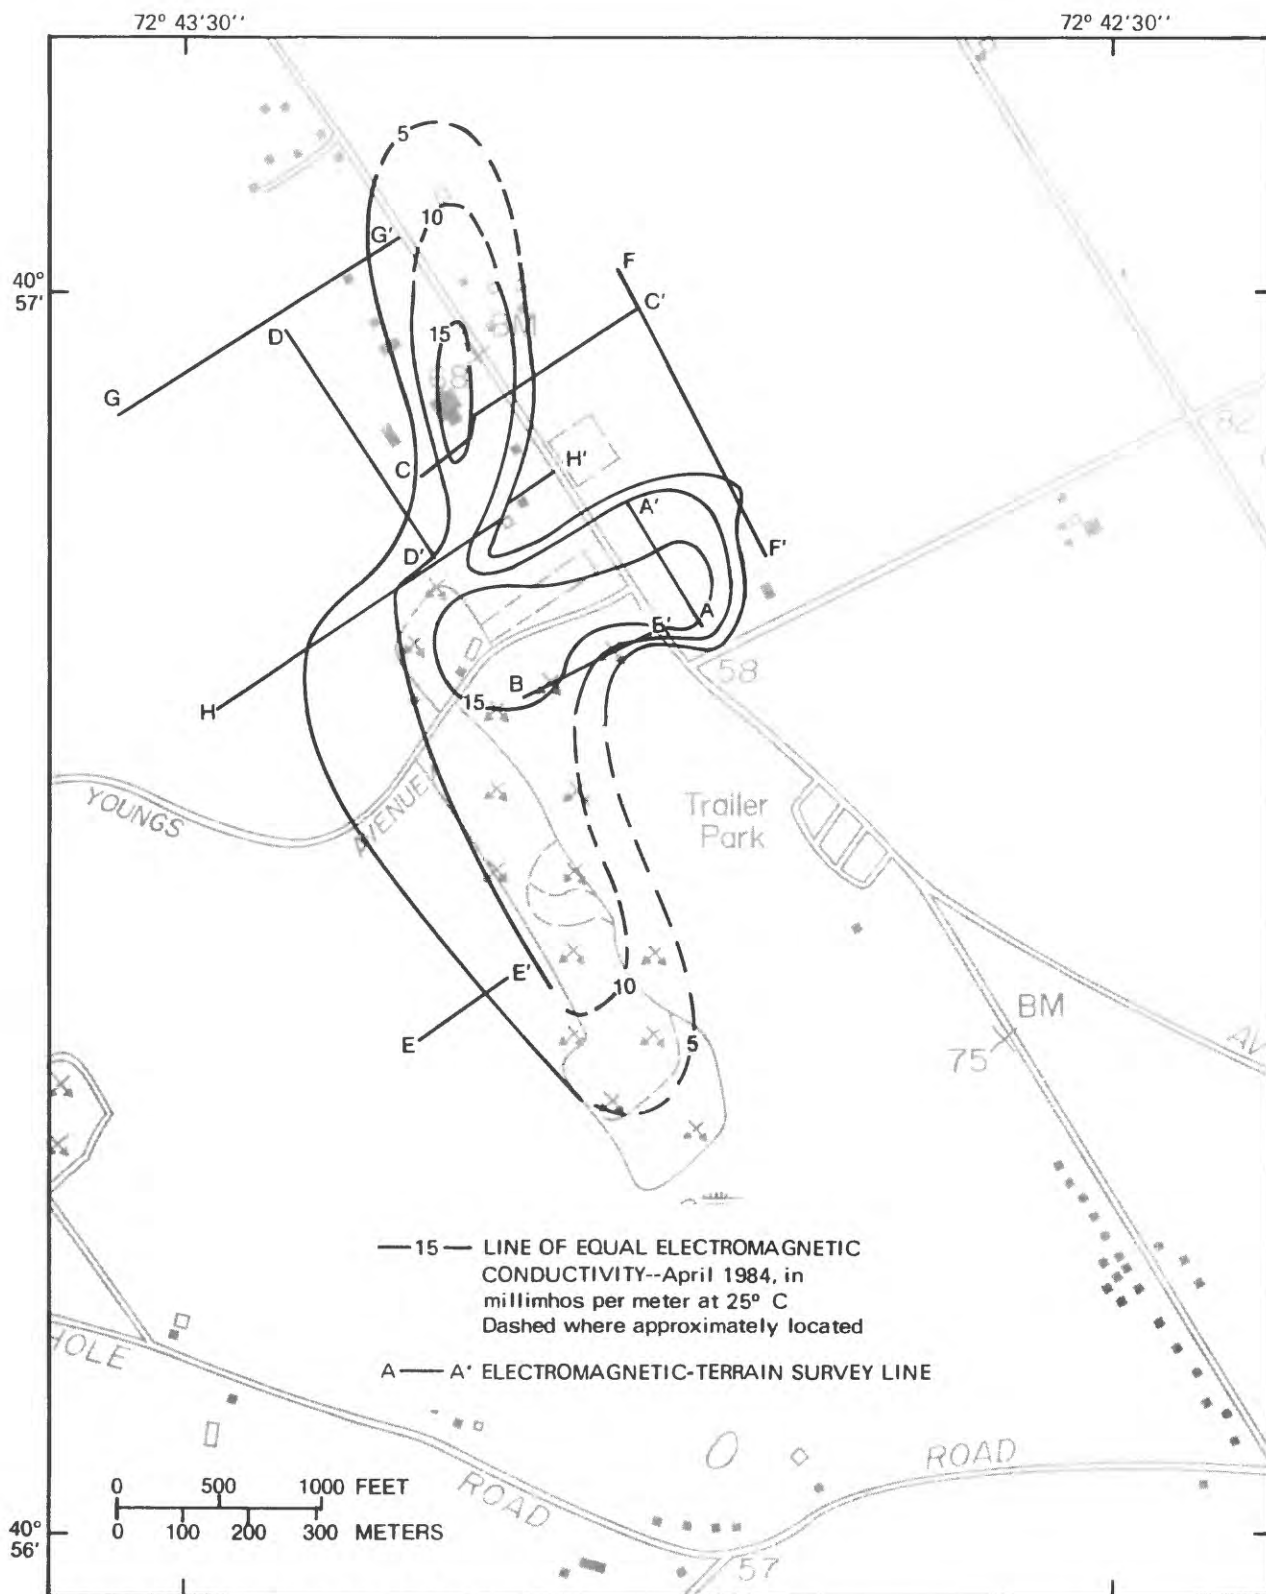 72° 43'30''
72° 42'30''
5
10
G'
F
40°
57'
C'
15
BM
D
68
G
82
C
H'
A'
D'
F'
A
E'
58
B
15
H
YOUNGS
AVENUE
Trailer
Park
E'
10
BM
E
5
75
AV
—15— LINE OF EQUAL ELECTROMAGNETIC
CONDUCTIVITY--April 1984, in
millimhos per meter at 25° C
Dashed where approximately located
A—A' ELECTROMAGNETIC-TERRAIN SURVEY LINE
HOLE
ROAD
ROAD
0 500 1000 FEET
0 100 200 300 METERS
40°
56'
57